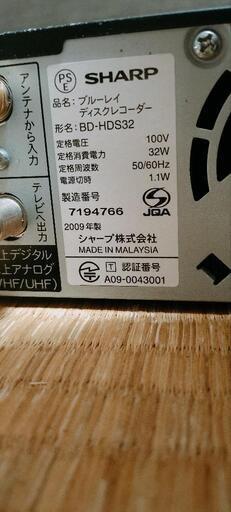 PS
E
SHARP
品名: ブルーレイ
ディスクレコーダー
形名: BD-HDS32
定格電圧 100V
定格消費電力 32W
定格周波数 50/60Hz
電源切時 1.1W
製造番号
7194766
JQA
2009年製
シャープ株式会社
MADE IN MALAYSIA
T 認証番号
A09-0043001
アンテナから入力
テレビへ出力
上デジタル
上アナログ
/HF/UHF)